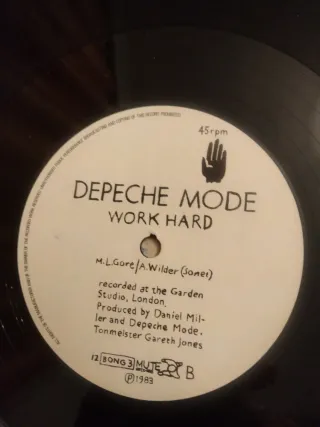 45rpm
DEPECHE MODE
WORK HARD
M.L.Gore/A.Wilder (Jones)
recorded at the Garden
Studio, London.
Produced by Daniel Mil-
ler and Depeche Mode.
Tonmeister Gareth Jones
12 BONG 3 MUTE B
Ⓟ 1983